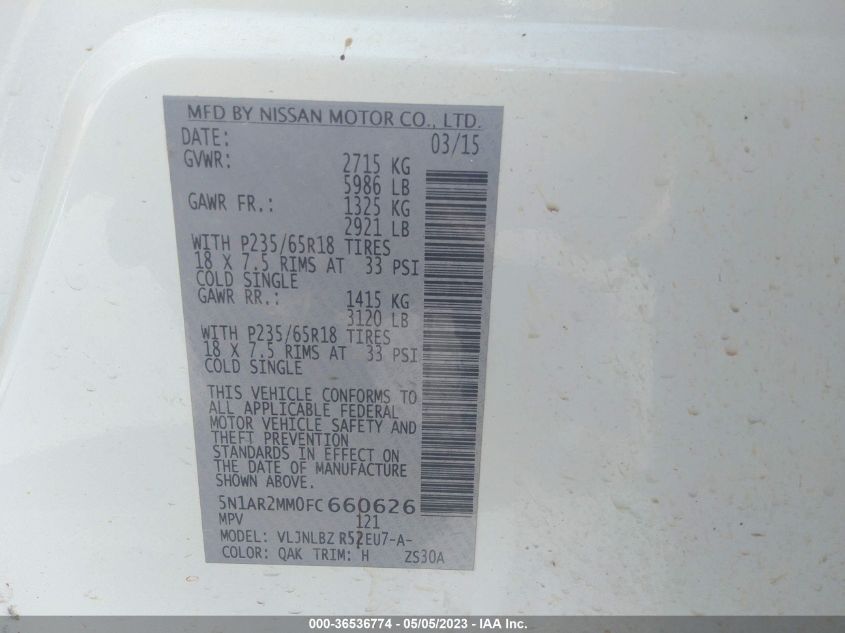 MFD BY NISSAN MOTOR CO., LTD.
DATE: 03/15
GVWR: 2715 KG
5986 LB
GAWR FR.: 1325 KG
2921 LB
WITH P235/65R18 TIRES
18 X 7.5 RIMS AT 33 PSI
COLD SINGLE
GAWR RR.: 1415 KG
3120 LB
WITH P235/65R18 TIRES
18 X 7.5 RIMS AT 33 PSI
COLD SINGLE
THIS VEHICLE CONFORMS TO
ALL APPLICABLE FEDERAL
MOTOR VEHICLE SAFETY AND
THEFT PREVENTION
STANDARDS IN EFFECT ON
THE DATE OF MANUFACTURE
SHOWN ABOVE.
5N1AR2MM0FC660626
MPV 121
MODEL: VLJNLBZ R52EU7-A-
COLOR: QAK TRIM: H ZS30A
000-36536774 — 05/05/2023 — IAA Inc.